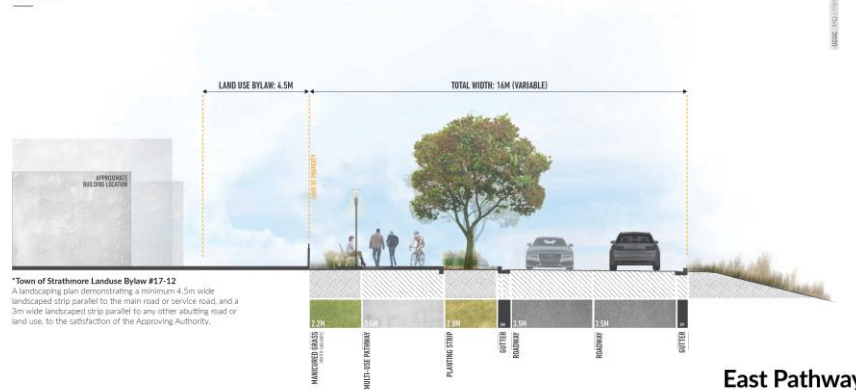 LAND USE BYLAW: 4.5M
TOTAL WIDTH: 16M (VARIABLE)
APPROXIMATE
BUILDING LOCATION
*Town of Strathmore Landuse Bylaw #17-12
A landscaping plan demonstrating a minimum 4.5m wide
landscaped strip parallel to the main road or service road, and a
3m wide landscaped strip parallel to any other abutting road or
land use, to the satisfaction of the Approving Authority.
2.2M
3.5M
2.0M
3.5M
3.5M
MANICURED GRASS
MULTI-USE PATHWAY
PLANTING STRIP
GUTTER
ROADWAY
ROADWAY
GUTTER
East Pathway